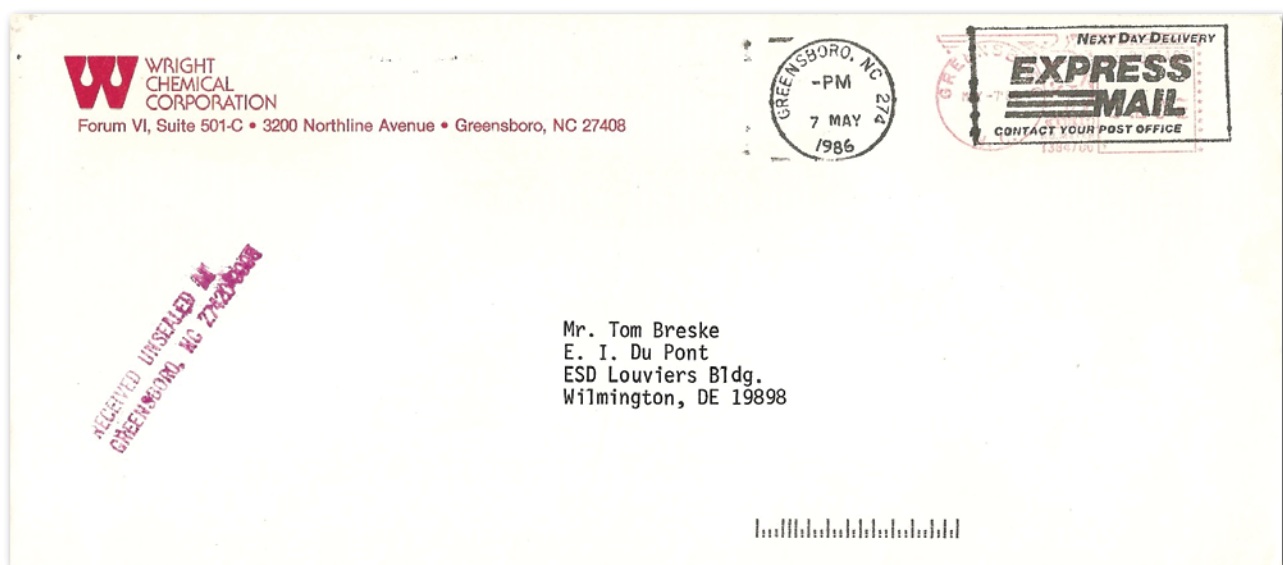 WRIGHT
CHEMICAL
CORPORATION
Forum VI, Suite 501-C • 3200 Northline Avenue • Greensboro, NC 27408
GREENSBORO, NC 274
-PM
7 MAY
1986
NEXT DAY DELIVERY
EXPRESS
MAIL
CONTACT YOUR POST OFFICE
RECEIVED UNSEALED
GREENSBORO, NC 27420-9998
Mr. Tom Breske
E. I. Du Pont
ESD Louviers Bldg.
Wilmington, DE 19898